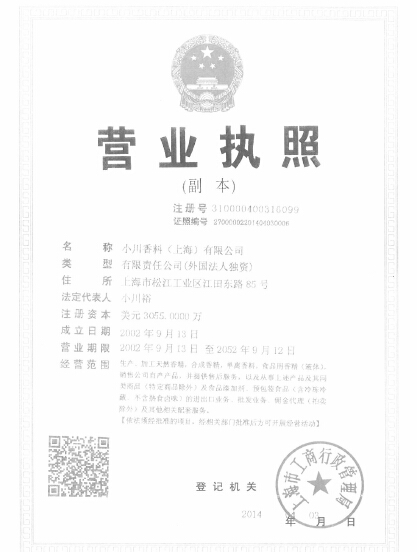 营业执照
(副 本)
注册号 310000400316099
证照编号 27000002201404030006
名 称 小川香料（上海）有限公司
类 型 有限责任公司(外国法人独资)
住 所 上海市松江工业区江田东路85号
法定代表人 小川裕
注册资本 美元3055.0000万
成立日期 2002年9月13日
营业期限 2002年9月13日 至 2052年9月12日
经营范围 生产、加工天然香料、合成香料、单离香料、食品用香精（液体），
销售公司自产产品，并提供售后服务，以及从事上述产品及其同
类商品（特定商品除外）及食品添加剂、预包装食品（含冷冻冷
藏、不含熟食卤味）的进出口业务、批发业务、佣金代理（拍卖
除外）及其他相关配套服务。
【依法须经批准的项目，经相关部门批准后方可开展经营活动】
登记机关
上海市工商行政管理局
2014 年 月 日